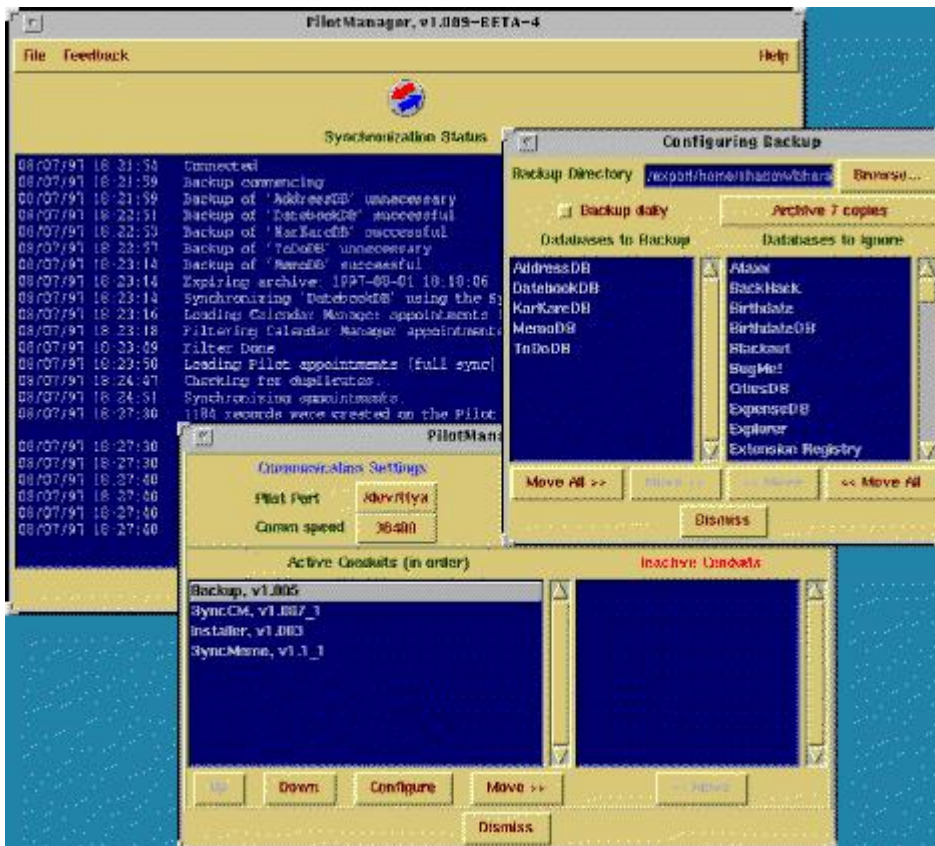 PilotManager, v1.009-BETA-4
File Feedback Help
Synchronization Status
08/07/97 18:21:54 Connected
08/07/97 18:21:59 Backup commencing
08/07/97 18:21:59 Backup of 'AddressDB' unnecessary
08/07/97 18:22:51 Backup of 'DatebookDB' successful
08/07/97 18:22:53 Backup of 'KarKareDB' successful
08/07/97 18:22:57 Backup of 'ToDoDB' unnecessary
08/07/97 18:23:14 Backup of 'MemoDB' successful
08/07/97 18:23:14 Expiring archive: 1997-08-01 18:18:06
08/07/97 18:23:14 Synchronizing 'DatebookDB' using the Sy
08/07/97 18:23:16 Loading Calendar Manager appointments
08/07/97 18:23:18 Filtering Calendar Manager appointments
08/07/97 18:23:49 Filter Done
08/07/97 18:23:50 Loading Pilot appointments [full sync]
08/07/97 18:24:47 Checking for duplicates.
08/07/97 18:24:51 Synchronizing appointments.
08/07/97 18:27:30 1184 records were created on the Pilot
08/07/97 18:27:30
08/07/97 18:27:30
08/07/97 18:27:40
08/07/97 18:27:40
08/07/97 18:27:40
08/07/97 18:27:40
Configuring Backup
Backup Directory /export/home/shadow/bhara Browse...
Backup daily Archive 7 copies
Databases to Backup Databases to Ignore
AddressDB
DatebookDB
KarKareDB
MemoDB
ToDoDB
BackHack
Birthdate
BirthdateDB
Blackout
BugMe!
CitiesDB
ExpenseDB
Explorer
Extension Registry
Move All >> Move >> << Move << Move All
Dismiss
PilotMana
Communications Settings
Pilot Port
Comm speed 38400
Active Conduits (in order) Inactive Conduits
Backup, v1.005
SyncCM, v1.007_1
Installer, v1.003
SyncMemo, v1.1_1
Up Down Configure Move >> << Move
Dismiss